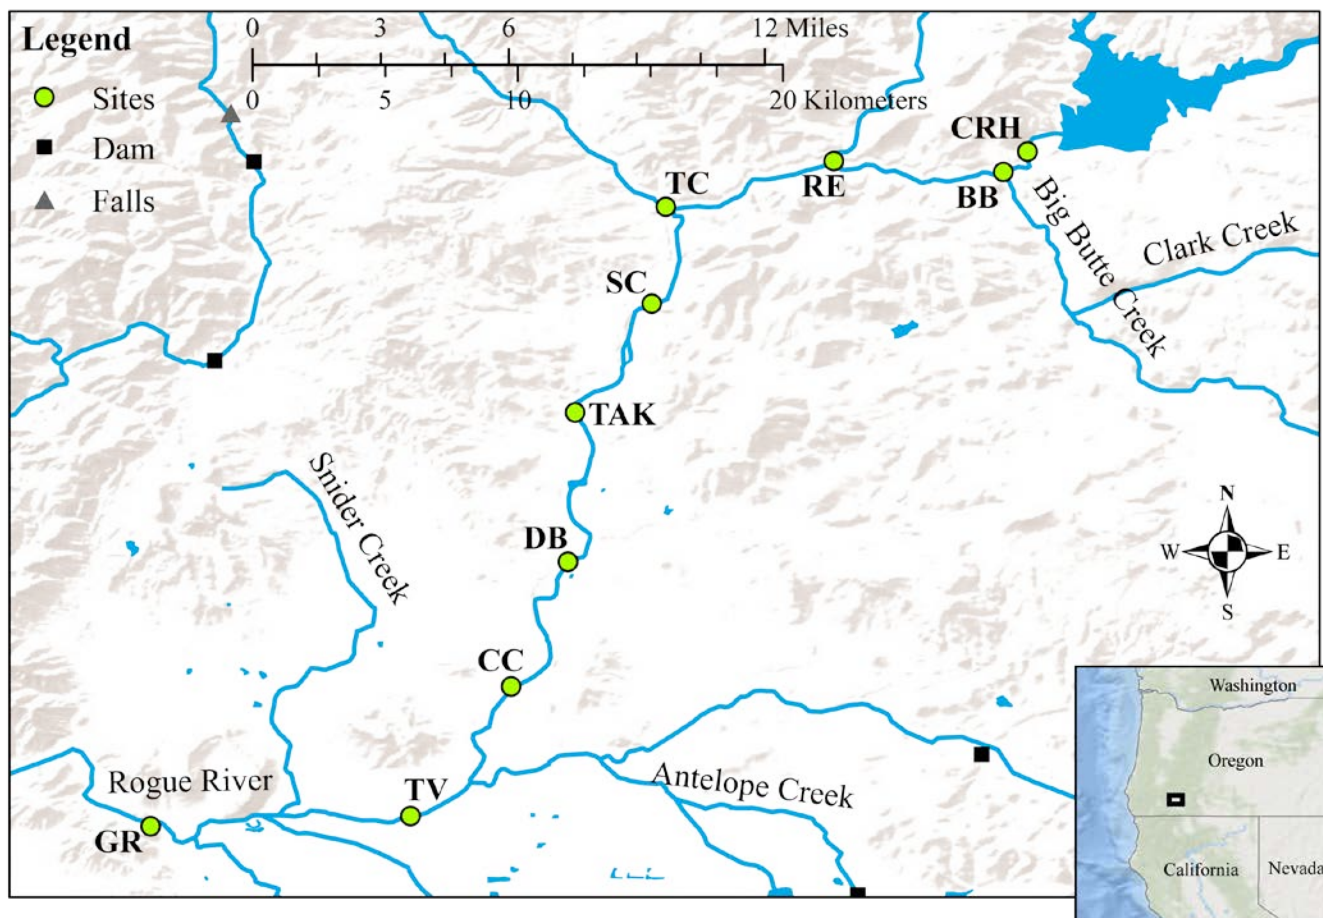 Legend
Sites
Dam
Falls
0 3 6 12 Miles
0 5 10 20 Kilometers
CRH
TC
RE
BB
Big Butte Creek
Clark Creek
SC
TAK
Snider Creek
DB
N
W E
S
CC
Rogue River
TV
Antelope Creek
GR
Washington
Oregon
California
Nevada